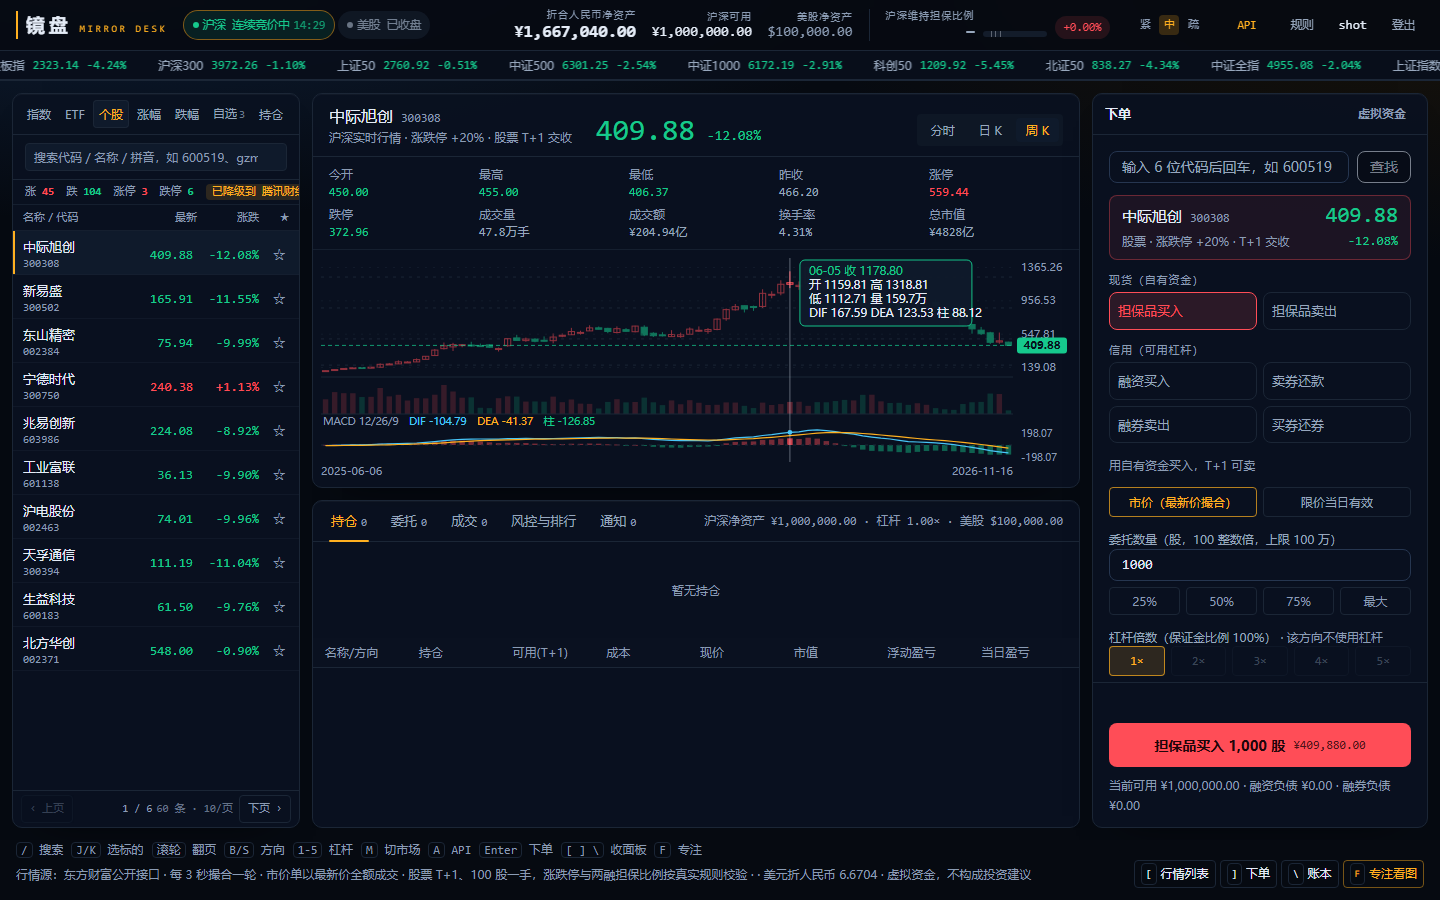 镜盘 MIRROR DESK 沪深 连续竞价中 14:29 美股 已收盘
折合人民币净资产 ¥1,667,040.00 沪深可用 ¥1,000,000.00 美股净资产 $100,000.00
沪深维持担保比例 — +0.00% 紧 中 疏 API 规则 shot 登出
板指 2323.14 -4.24% 沪深300 3972.26 -1.10% 上证50 2760.92 -0.51% 中证500 6301.25 -2.54% 中证1000 6172.19 -2.91% 科创50 1209.92 -5.45% 北证50 838.27 -4.34% 中证全指 4955.08 -2.04% 上证指数
指数 ETF 个股 涨幅 跌幅 自选3 持仓
搜索代码 / 名称 / 拼音，如 600519、gzm
涨 45 跌 104 涨停 3 跌停 6 已降级到 腾讯财
名称 / 代码 最新 涨跌 ★
中际旭创 409.88 -12.08% ☆
300308
新易盛 165.91 -11.55% ☆
300502
东山精密 75.94 -9.99% ☆
002384
宁德时代 240.38 +1.13% ☆
300750
兆易创新 224.08 -8.92% ☆
603986
工业富联 36.13 -9.90% ☆
601138
沪电股份 74.01 -9.96% ☆
002463
天孚通信 111.19 -11.04% ☆
300394
生益科技 61.50 -9.76% ☆
600183
北方华创 548.00 -0.90% ☆
002371
‹ 上页 1 / 6 60 条 · 10/页 下页 ›
中际旭创 300308
沪深实时行情 · 涨跌停 +20% · 股票 T+1 交收
409.88 -12.08%
分时 日 K 周 K
今开 最高 最低 昨收 涨停
450.00 455.00 406.37 466.20 559.44
跌停 成交量 成交额 换手率 总市值
372.96 47.8万手 ¥204.94亿 4.31% ¥4828亿
06-05 收 1178.80
开 1159.81 高 1318.81
低 1112.71 量 159.7万
DIF 167.59 DEA 123.53 柱 88.12
1365.26
956.53
547.81
409.88
139.08
MACD 12/26/9 DIF -104.79 DEA -41.37 柱 -126.85
198.07
-198.07
2025-06-06 2026-11-16
持仓 0 委托 0 成交 0 风控与排行 通知 0 沪深净资产 ¥1,000,000.00 · 杠杆 1.00× · 美股 $100,000.00
暂无持仓
名称/方向 持仓 可用(T+1) 成本 现价 市值 浮动盈亏 当日盈亏
下单 虚拟资金
输入 6 位代码后回车，如 600519 查找
中际旭创 300308 409.88
股票 · 涨跌停 +20% · T+1 交收 -12.08%
现货（自有资金）
担保品买入 担保品卖出
信用（可用杠杆）
融资买入 卖券还款
融券卖出 买券还券
用自有资金买入，T+1 可卖
市价（最新价撮合） 限价当日有效
委托数量（股，100 整数倍，上限 100 万）
1000
25% 50% 75% 最大
杠杆倍数（保证金比例 100%） · 该方向不使用杠杆
1× 2× 3× 4× 5×
担保品买入 1,000 股 ¥409,880.00
当前可用 ¥1,000,000.00 · 融资负债 ¥0.00 · 融券负债
¥0.00
/ 搜索 J/K 选标的 滚轮 翻页 B/S 方向 1-5 杠杆 M 切市场 A API Enter 下单 [ ] \ 收面板 F 专注
行情源：东方财富公开接口 · 每 3 秒撮合一轮 · 市价单以最新价全额成交 · 股票 T+1、100 股一手，涨跌停与两融担保比例按真实规则校验 · · 美元折人民币 6.6704 · 虚拟资金，不构成投资建议
[ 行情列表 ] 下单 \ 账本 F 专注看图